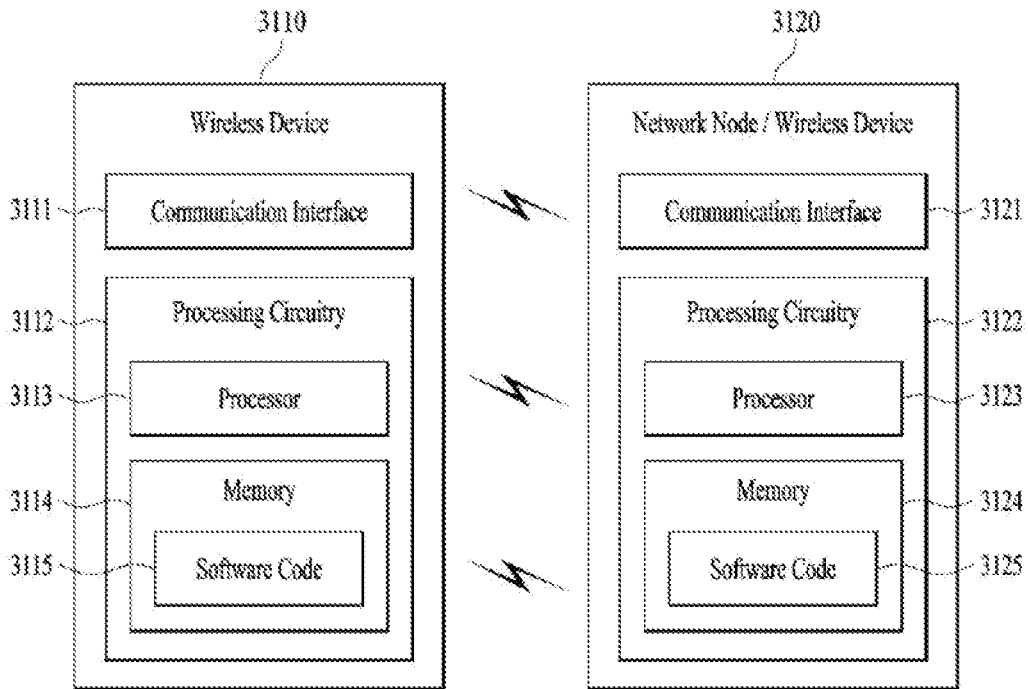 3110
3120
Wireless Device
Network Node / Wireless Device
3111
Communication Interface
Communication Interface
3121
3112
Processing Circuitry
Processing Circuitry
3122
3113
Processor
Processor
3123
3114
Memory
Memory
3124
3115
Software Code
Software Code
3125